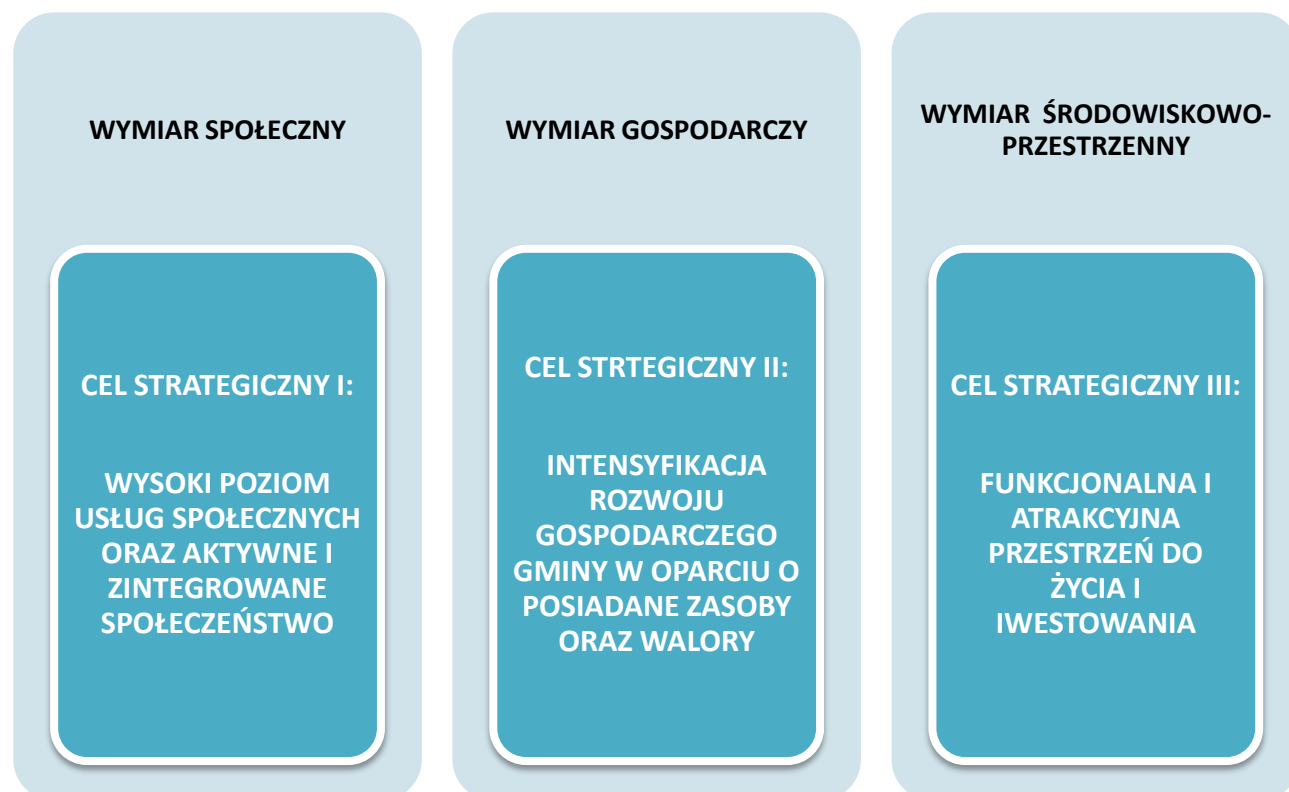 WYMIAR SPOŁECZNY
CEL STRATEGICZNY I:
WYSOKI POZIOM
USŁUG SPOŁECZNYCH
ORAZ AKTYWNE I
ZINTEGROWANE
SPOŁECZEŃSTWO
WYMIAR GOSPODARCZY
CEL STRTEGICZNY II:
INTENSYFIKACJA
ROZWOJU
GOSPODARCZEGO
GMINY W OPARCIU O
POSIADANE ZASOBY
ORAZ WALORY
WYMIAR ŚRODOWISKOWO-
PRZESTRZENNY
CEL STRATEGICZNY III:
FUNKCJONALNA I
ATRAKCYJNA
PRZESTRZEŃ DO
ŻYCIA I
IWESTOWANIA